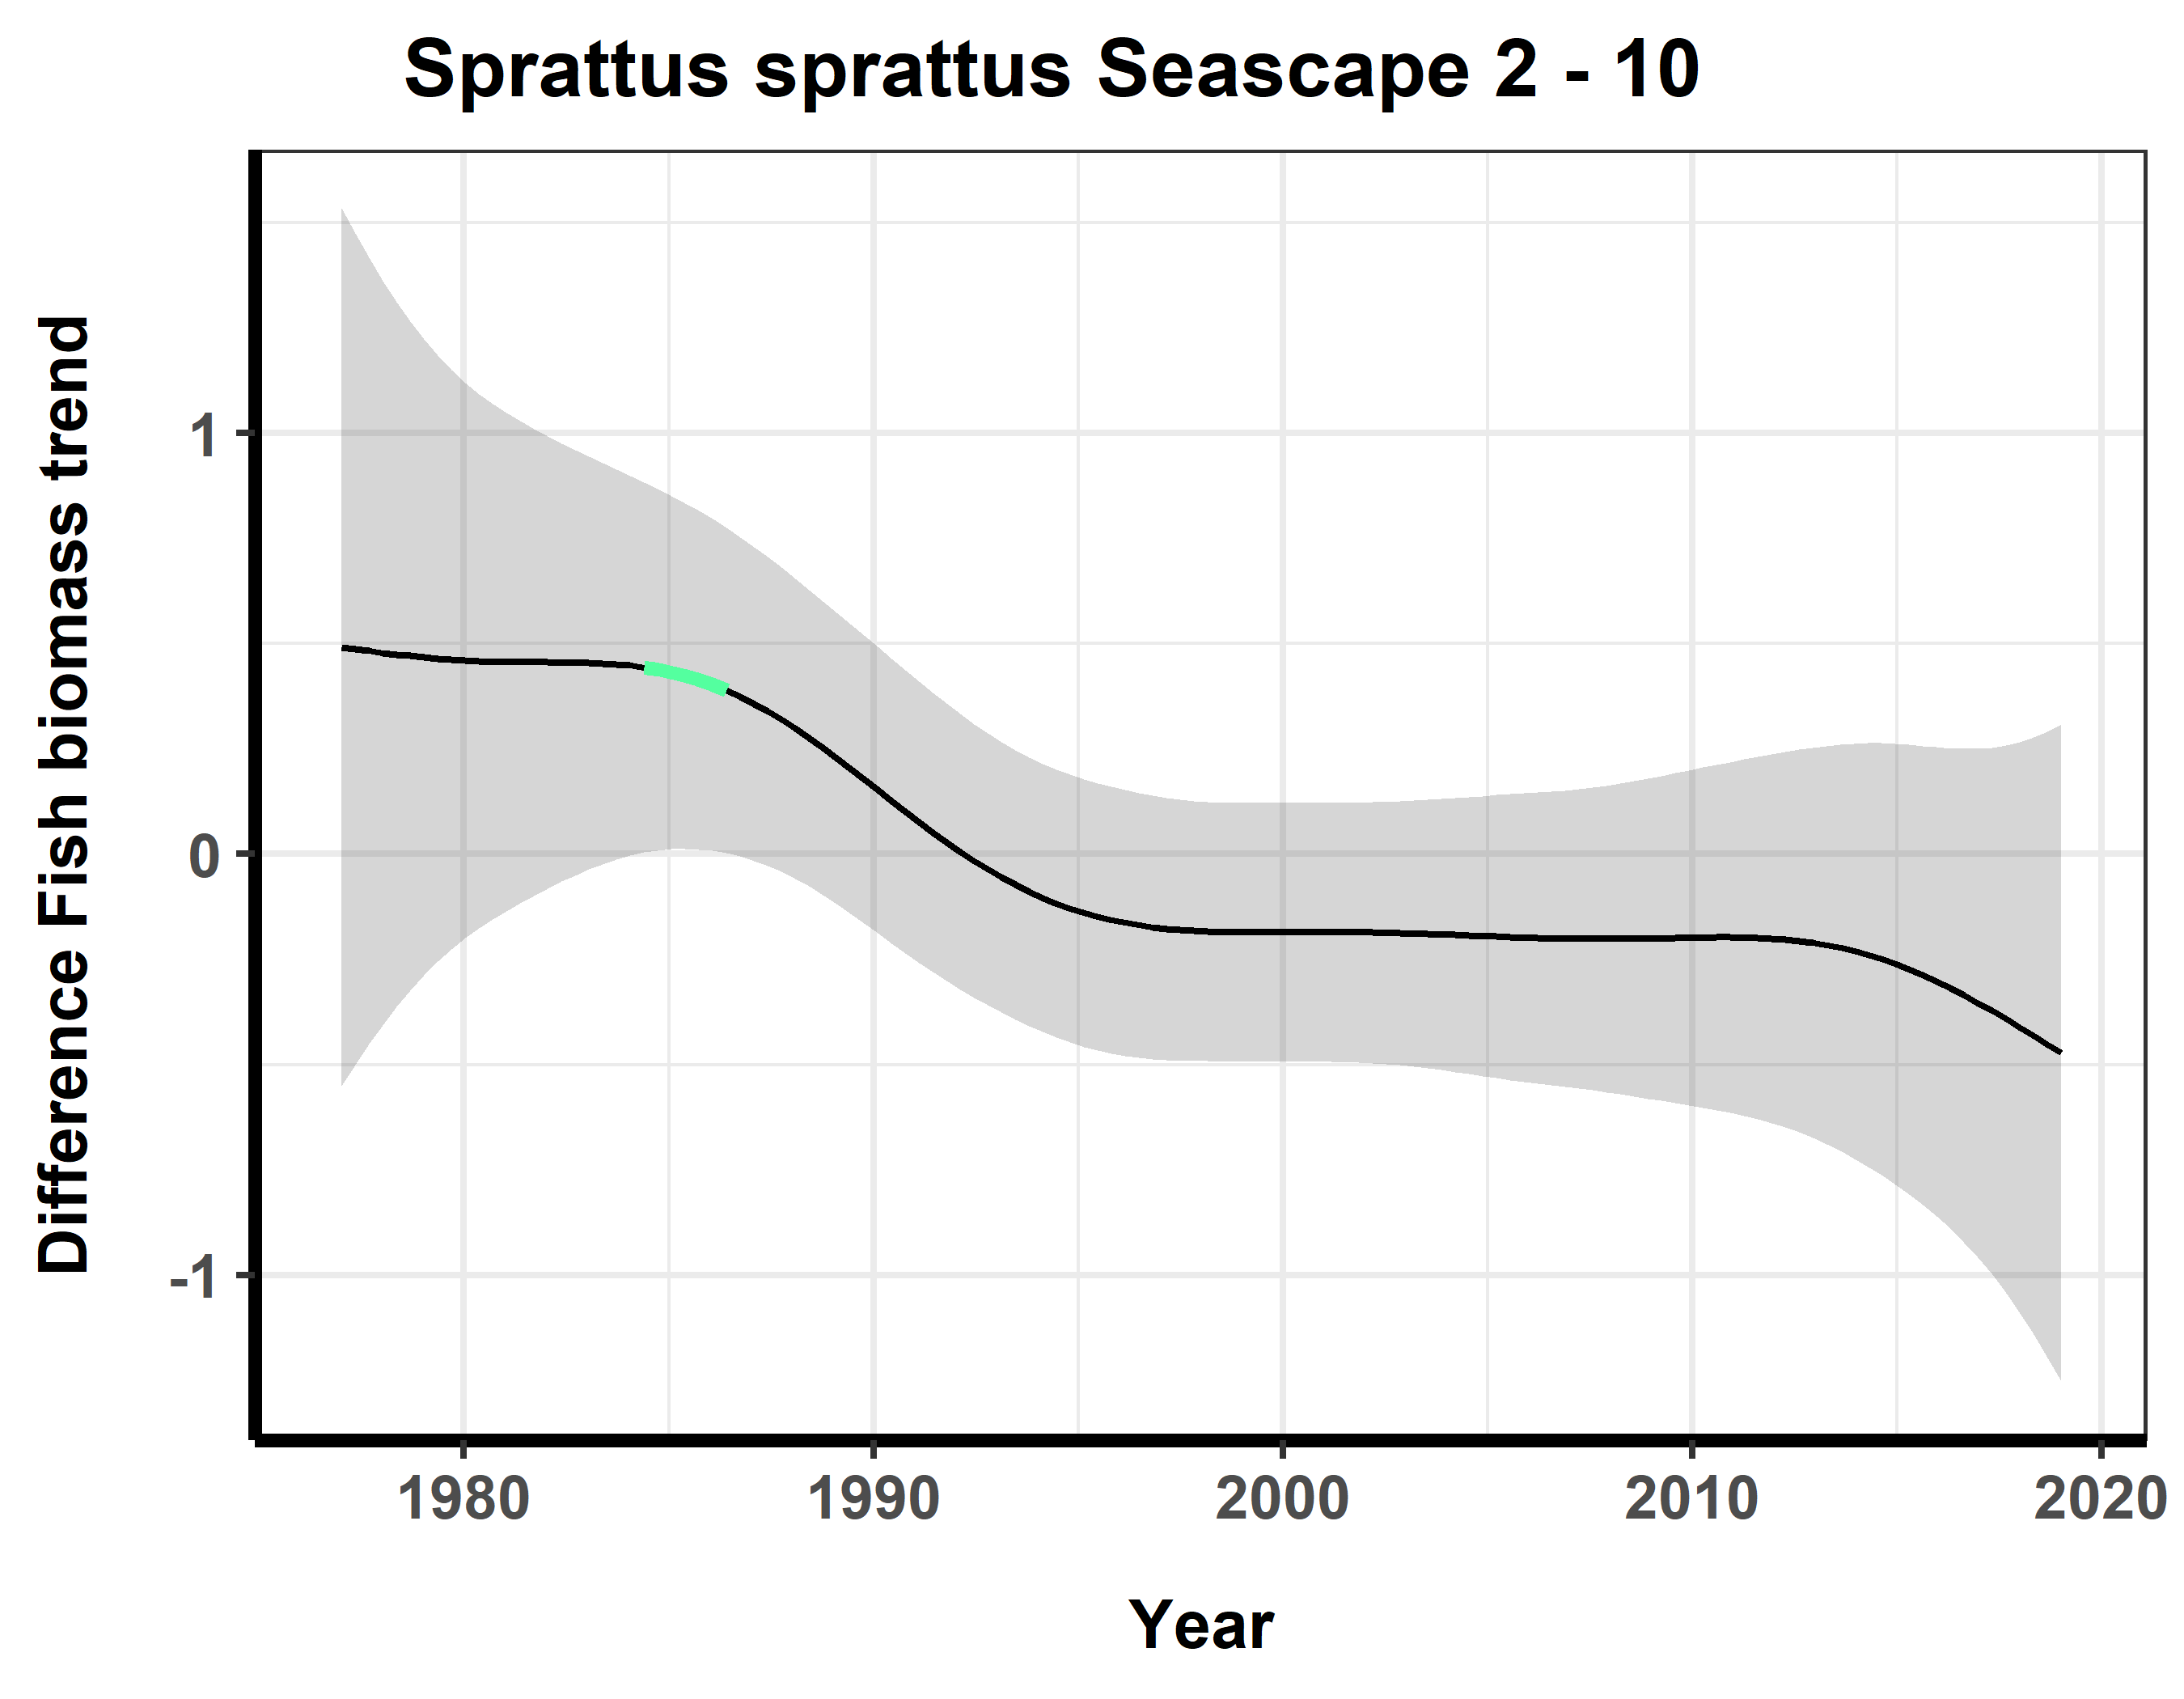 Sprattus sprattus Seascape 2 - 10
Difference Fish biomass trend
1
0
-1
1980 1990 2000 2010 2020
Year